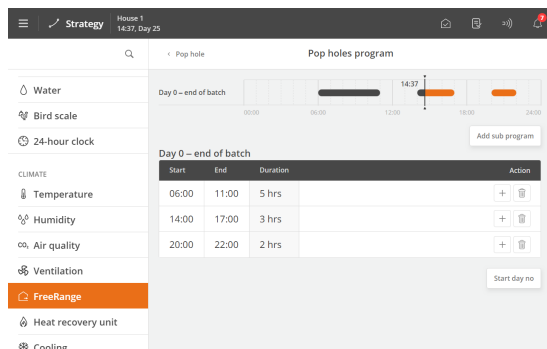 Strategy
House 1
14:37, Day 25
7
‹ Pop hole
Pop holes program
Water
Bird scale
24-hour clock
CLIMATE
Temperature
Humidity
CO₂ Air quality
Ventilation
FreeRange
Heat recovery unit
Cooling
Day 0 – end of batch
14:37
00:00 06:00 12:00 18:00 24:00
Add sub program
Day 0 – end of batch
Start End Duration Action
06:00 11:00 5 hrs
14:00 17:00 3 hrs
20:00 22:00 2 hrs
Start day no